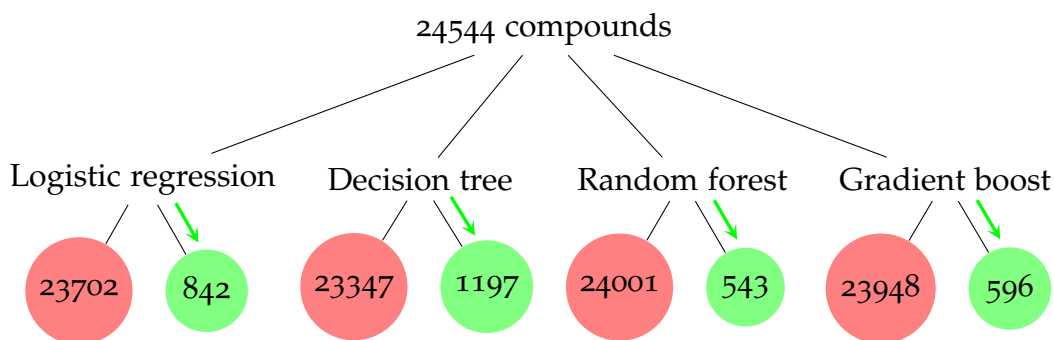 24544 compounds
Logistic regression
Decision tree
Random forest
Gradient boost
23702
842
23347
1197
24001
543
23948
596